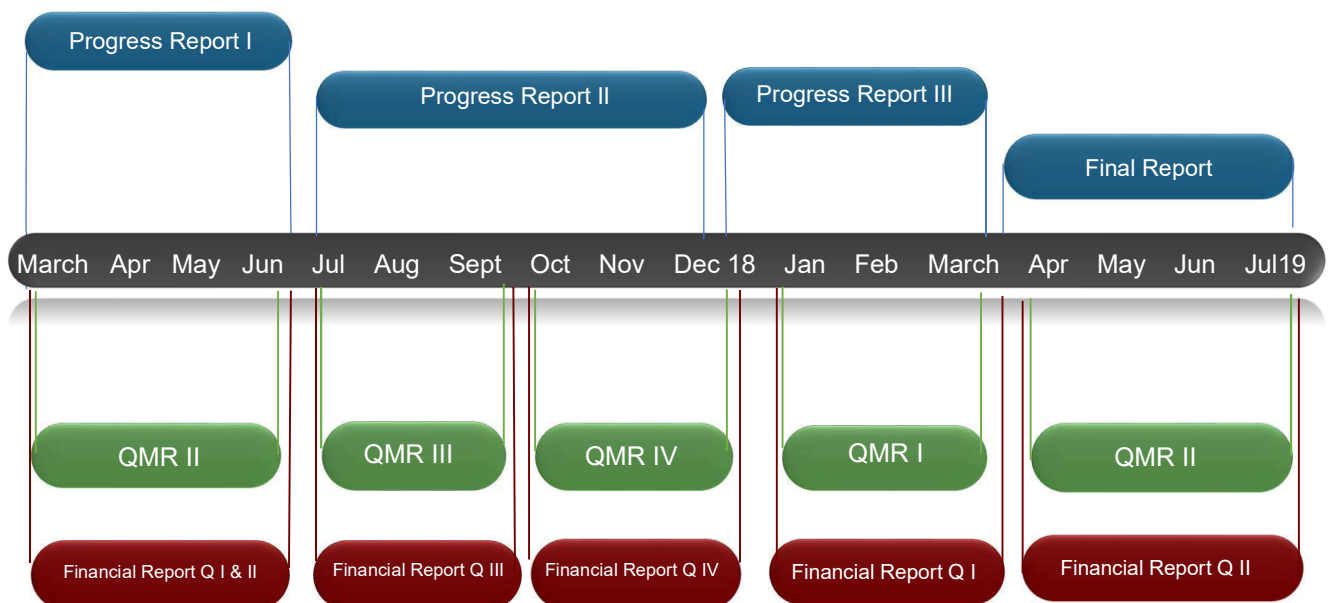 Progress Report I
Progress Report II
Progress Report III
Final Report
March Apr May Jun Jul Aug Sept Oct Nov Dec 18 Jan Feb March Apr May Jun Jul19
QMR II
QMR III
QMR IV
QMR I
QMR II
Financial Report Q I & II
Financial Report Q III
Financial Report Q IV
Financial Report Q I
Financial Report Q II